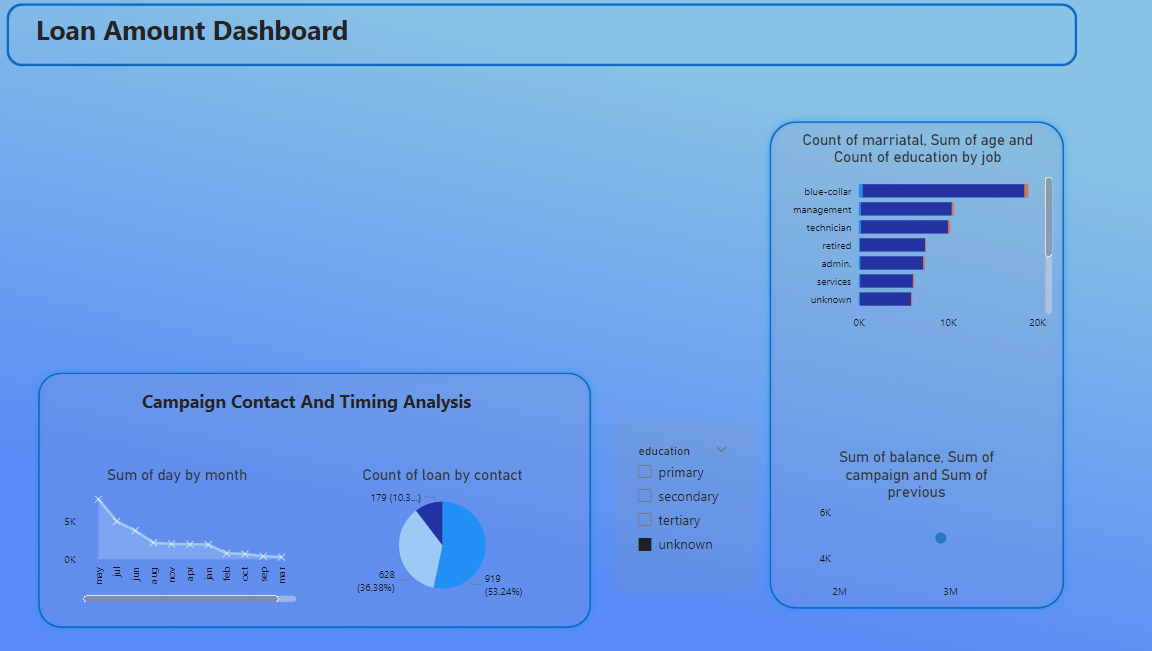 Loan Amount Dashboard
Count of marriatal, Sum of age and
Count of education by job
blue-collar
management
technician
retired
admin.
services
unknown
0K 10K 20K
Campaign Contact And Timing Analysis
Sum of day by month
5K
0K
may jul jun aug nov apr jan feb oct sep mar
Count of loan by contact
179 (10.3...)
628
(36.38%)
919
(53.24%)
education
primary
secondary
tertiary
unknown
Sum of balance, Sum of
campaign and Sum of
previous
6K
4K
2M 3M